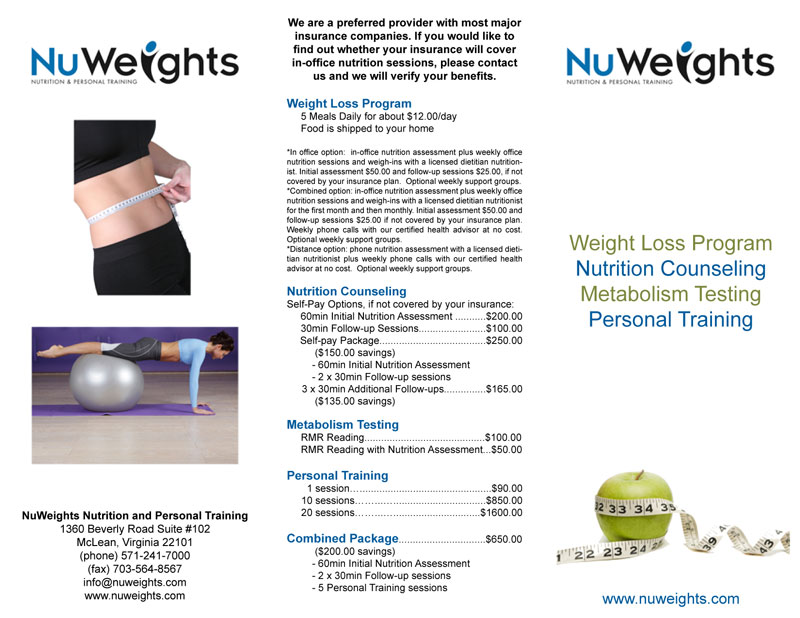 NuWeights
NUTRITION & PERSONAL TRAINING
NuWeights Nutrition and Personal Training
1360 Beverly Road Suite #102
McLean, Virginia 22101
(phone) 571-241-7000
(fax) 703-564-8567
info@nuweights.com
www.nuweights.com
We are a preferred provider with most major
insurance companies. If you would like to
find out whether your insurance will cover
in-office nutrition sessions, please contact
us and we will verify your benefits.
Weight Loss Program
5 Meals Daily for about $12.00/day
Food is shipped to your home
*In office option: in-office nutrition assessment plus weekly office
nutrition sessions and weigh-ins with a licensed dietitian nutrition-
ist. Initial assessment $50.00 and follow-up sessions $25.00, if not
covered by your insurance plan. Optional weekly support groups.
*Combined option: in-office nutrition assessment plus weekly office
nutrition sessions and weigh-ins with a licensed dietitian nutritionist
for the first month and then monthly. Initial assessment $50.00 and
follow-up sessions $25.00 if not covered by your insurance plan.
Weekly phone calls with our certified health advisor at no cost.
Optional weekly support groups.
*Distance option: phone nutrition assessment with a licensed dieti-
tian nutritionist plus weekly phone calls with our certified health
advisor at no cost. Optional weekly support groups.
Nutrition Counseling
Self-Pay Options, if not covered by your insurance:
60min Initial Nutrition Assessment ...........$200.00
30min Follow-up Sessions........................$100.00
Self-pay Package......................................$250.00
($150.00 savings)
- 60min Initial Nutrition Assessment
- 2 x 30min Follow-up sessions
3 x 30min Additional Follow-ups...............$165.00
($135.00 savings)
Metabolism Testing
RMR Reading...........................................$100.00
RMR Reading with Nutrition Assessment...$50.00
Personal Training
1 session….............................................$90.00
10 sessions…..........................................$850.00
20 sessions………...................................$1600.00
Combined Package...............................$650.00
($200.00 savings)
- 60min Initial Nutrition Assessment
- 2 x 30min Follow-up sessions
- 5 Personal Training sessions
NuWeights
NUTRITION & PERSONAL TRAINING
Weight Loss Program
Nutrition Counseling
Metabolism Testing
Personal Training
32 33 34 35
22 23 24
39
43
www.nuweights.com